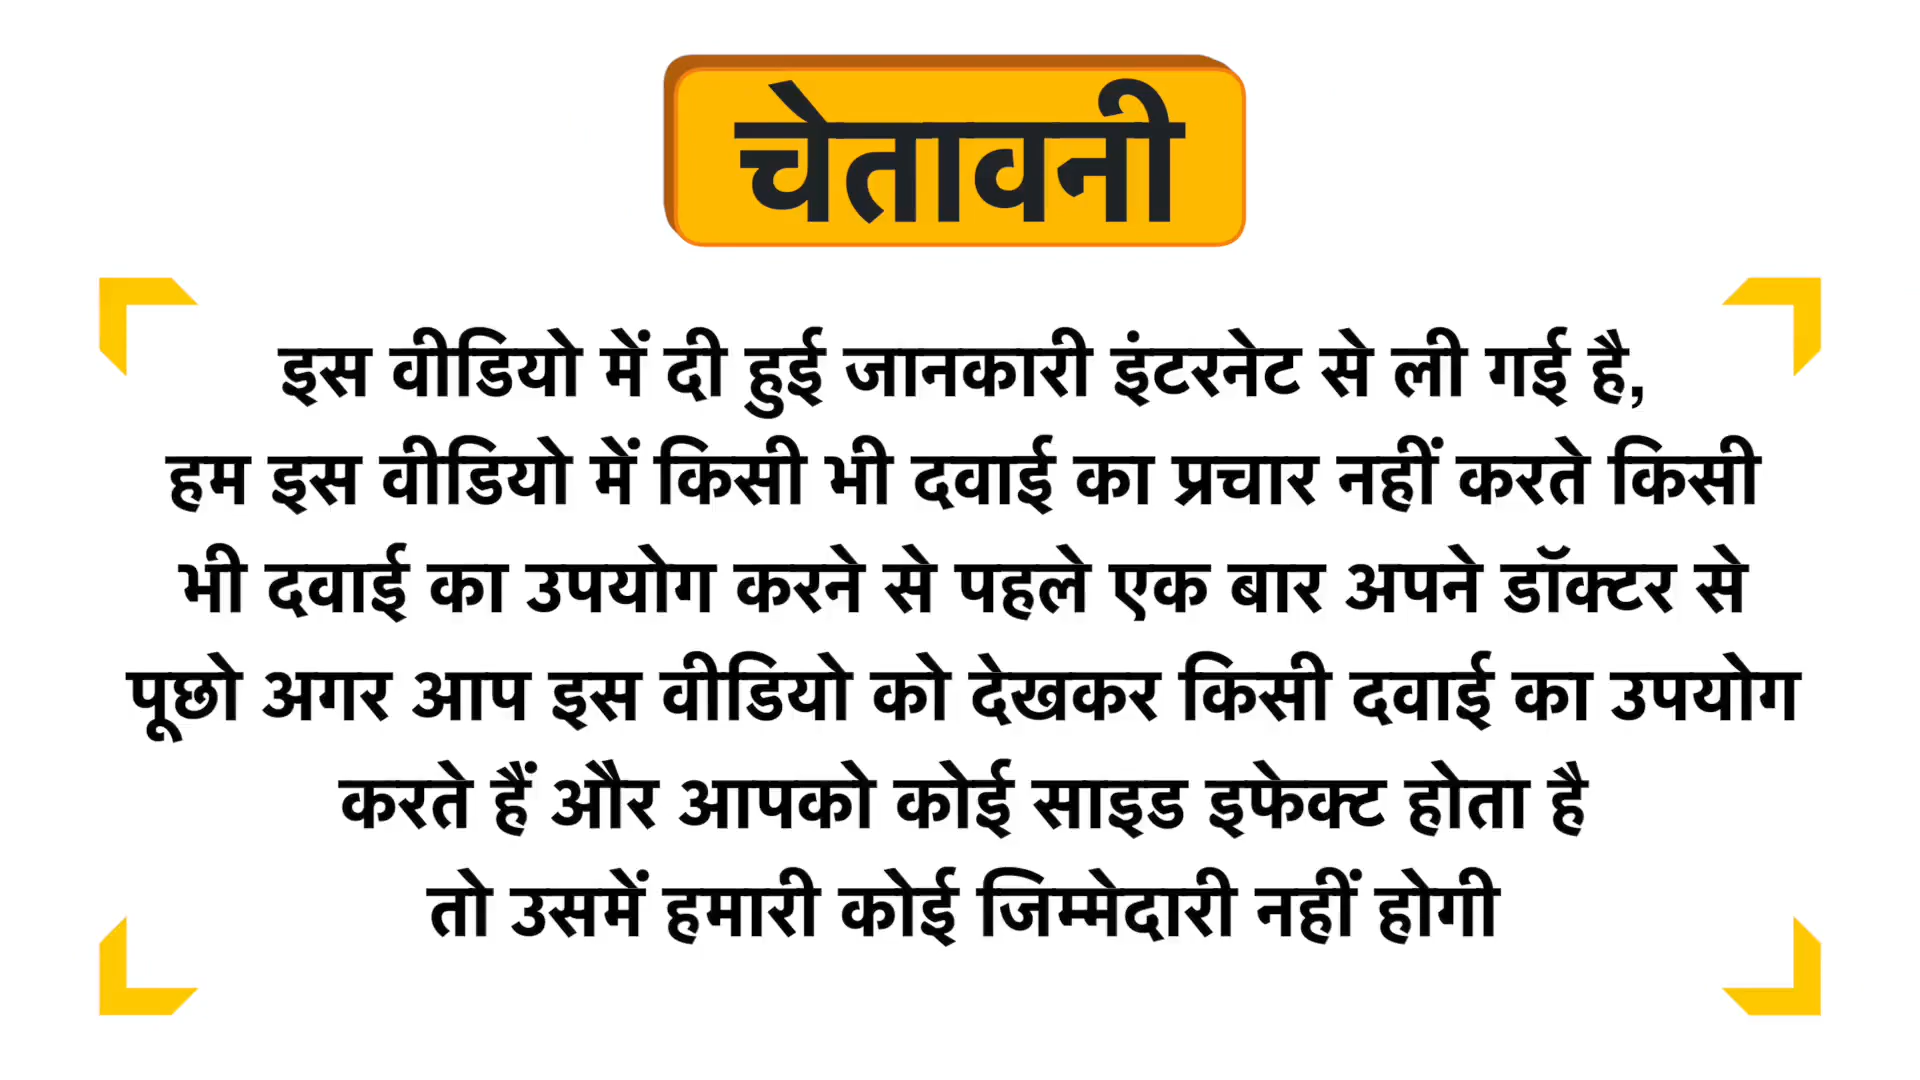 चेतावनी
इस वीडियो में दी हुई जानकारी इंटरनेट से ली गई है,
हम इस वीडियो में किसी भी दवाई का प्रचार नहीं करते किसी
भी दवाई का उपयोग करने से पहले एक बार अपने डॉक्टर से
पूछो अगर आप इस वीडियो को देखकर किसी दवाई का उपयोग
करते हैं और आपको कोई साइड इफेक्ट होता है
तो उसमें हमारी कोई जिम्मेदारी नहीं होगी